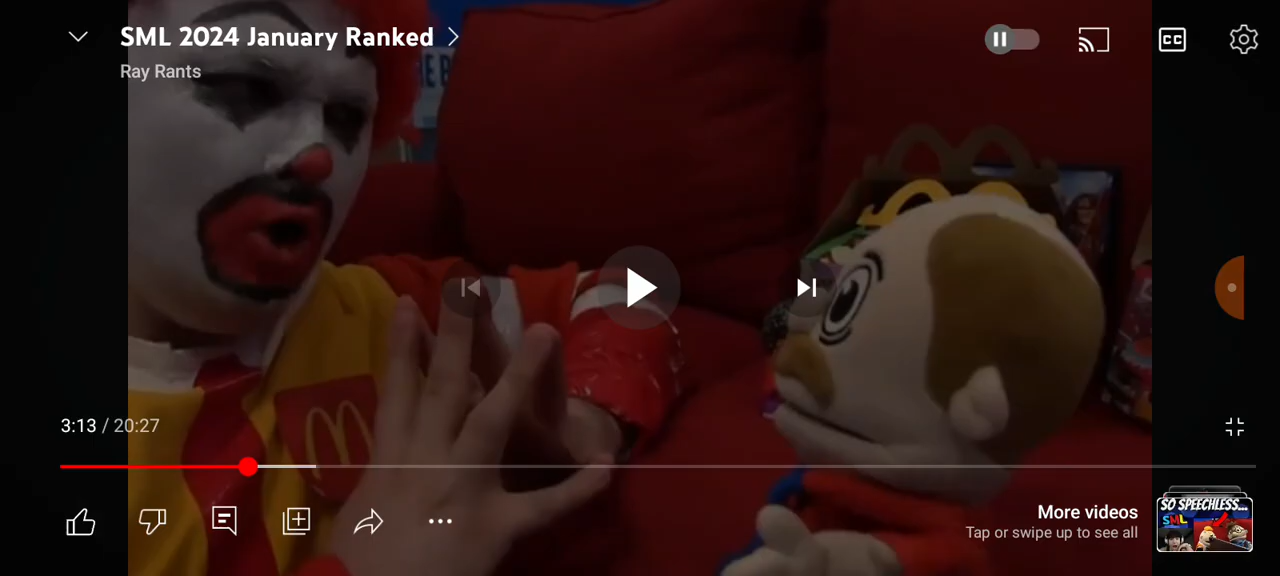 SML 2024 January Ranked
Ray Rants
CC
3:13 / 20:27
More videos
Tap or swipe up to see all
SO SPEECHLESS...
SML